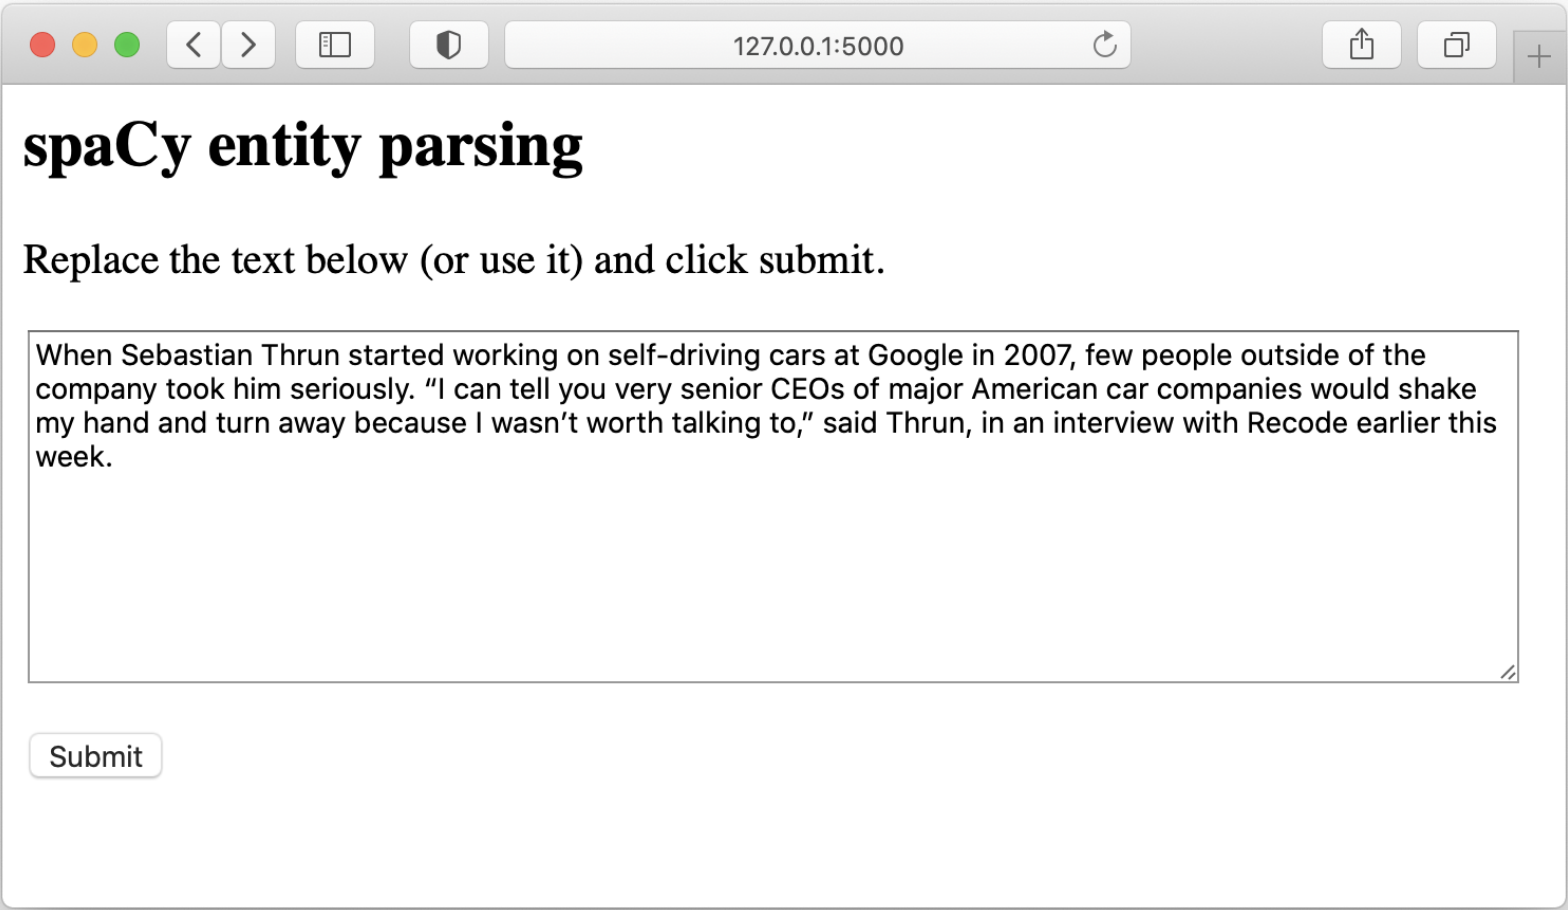 127.0.0.1:5000
spaCy entity parsing
Replace the text below (or use it) and click submit.
When Sebastian Thrun started working on self-driving cars at Google in 2007, few people outside of the
company took him seriously. “I can tell you very senior CEOs of major American car companies would shake
my hand and turn away because I wasn’t worth talking to,” said Thrun, in an interview with Recode earlier this
week.
Submit